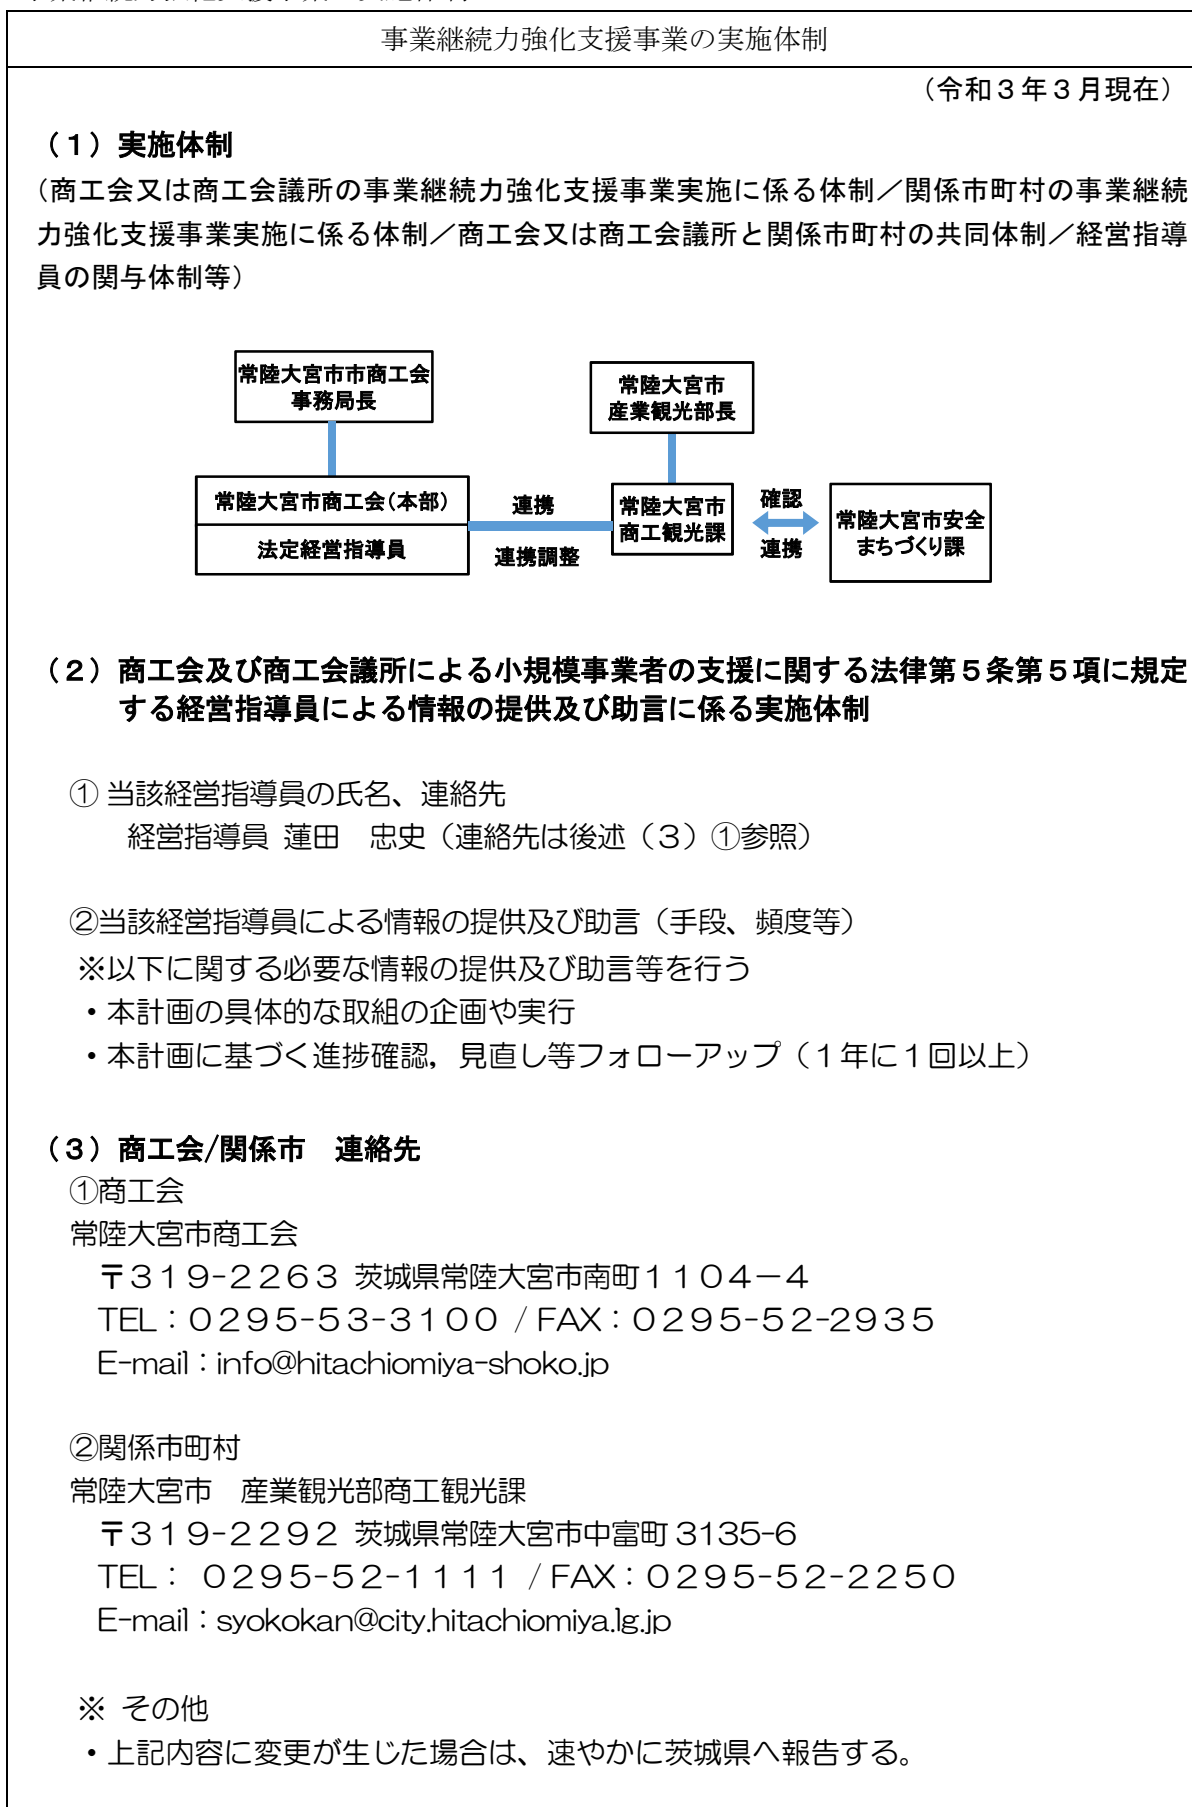 事業継続力強化支援事業の実施体制
（令和３年３月現在）
（１）実施体制
（商工会又は商工会議所の事業継続力強化支援事業実施に係る体制／関係市町村の事業継続
力強化支援事業実施に係る体制／商工会又は商工会議所と関係市町村の共同体制／経営指導
員の関与体制等）
常陸大宮市市商工会
事務局長
常陸大宮市
産業観光部長
常陸大宮市商工会（本部）
法定経営指導員
連携
連携調整
常陸大宮市
商工観光課
確認
連携
常陸大宮市安全
まちづくり課
（２）商工会及び商工会議所による小規模事業者の支援に関する法律第５条第５項に規定
する経営指導員による情報の提供及び助言に係る実施体制
① 当該経営指導員の氏名、連絡先
経営指導員 蓮田　忠史（連絡先は後述（３）①参照）
②当該経営指導員による情報の提供及び助言（手段、頻度等）
※以下に関する必要な情報の提供及び助言等を行う
・本計画の具体的な取組の企画や実行
・本計画に基づく進捗確認，見直し等フォローアップ（１年に１回以上）
（３）商工会/関係市　連絡先
①商工会
常陸大宮市商工会
〒３１９-２２６３ 茨城県常陸大宮市南町１１０４－４
TEL：０２９５-５３-３１００ / FAX：０２９５-５２-２９３５
E-mail：info@hitachiomiya-shoko.jp
②関係市町村
常陸大宮市　産業観光部商工観光課
〒３１９-２２９２ 茨城県常陸大宮市中富町 3135-6
TEL： ０２９５-５２-１１１１ / FAX：０２９５-５２-２２５０
E-mail：syokokan@city.hitachiomiya.lg.jp
※ その他
・上記内容に変更が生じた場合は、速やかに茨城県へ報告する。